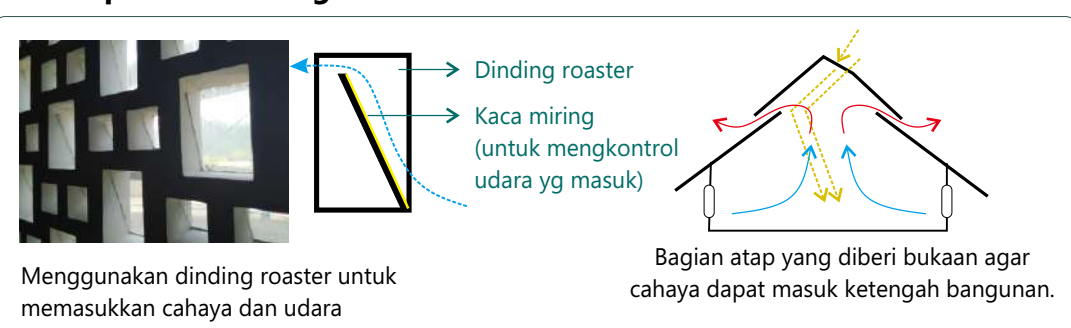 Dinding roaster
Kaca miring
(untuk mengkontrol
udara yg masuk)
Menggunakan dinding roaster untuk
memasukkan cahaya dan udara
Bagian atap yang diberi bukaan agar
cahaya dapat masuk ketengah bangunan.